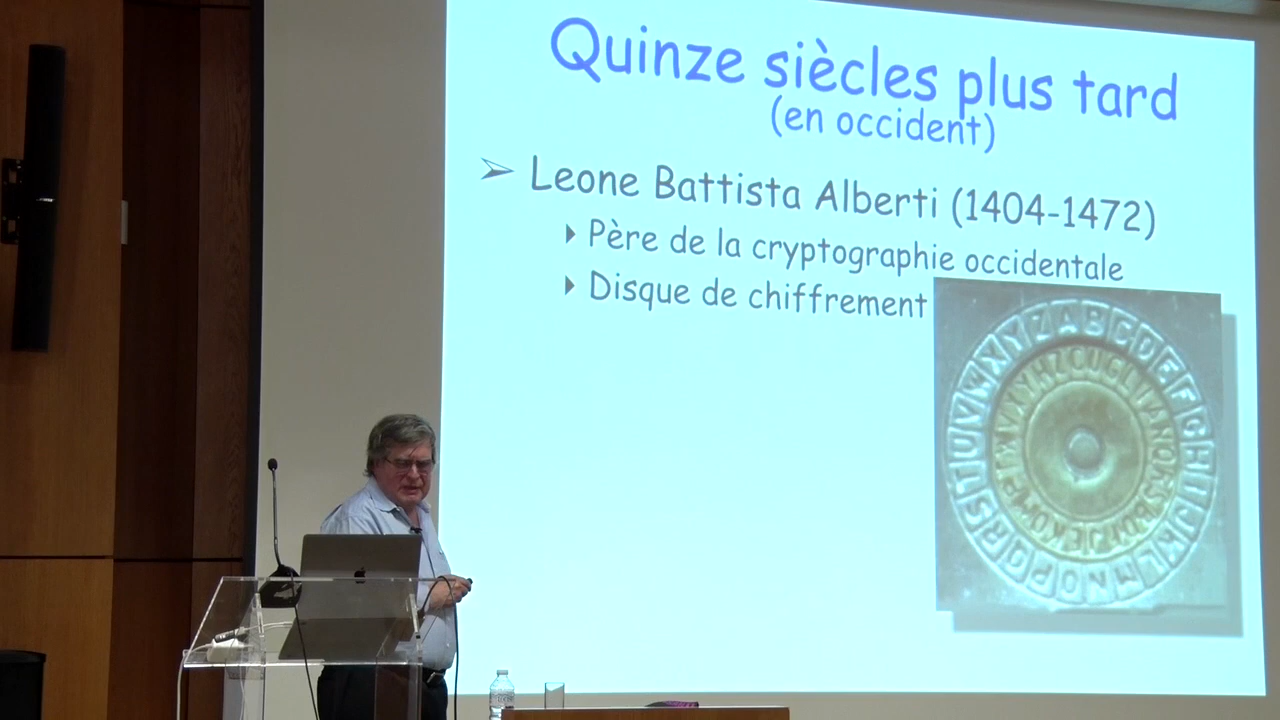 Quinze siècles plus tard
(en occident)
Leone Battista Alberti (1404-1472)
Père de la cryptographie occidentale
Disque de chiffrement